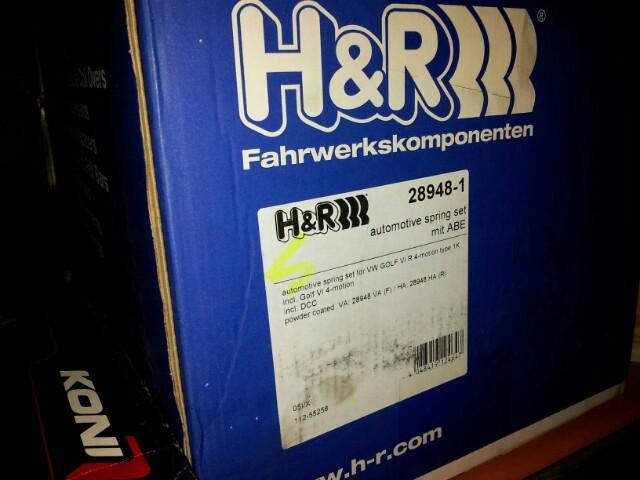 H&R®
Fahrwerkskomponenten
H&R
28948-1
automotive spring set
mit ABE
automotive spring set for VW GOLF VI R 4-motion type 1K
incl. Golf VI 4-motion
incl. DCC
powder coated VA: 28948 VA (F) / HA: 28948 HA (R)
112-55258
www.h-r.com
KONI